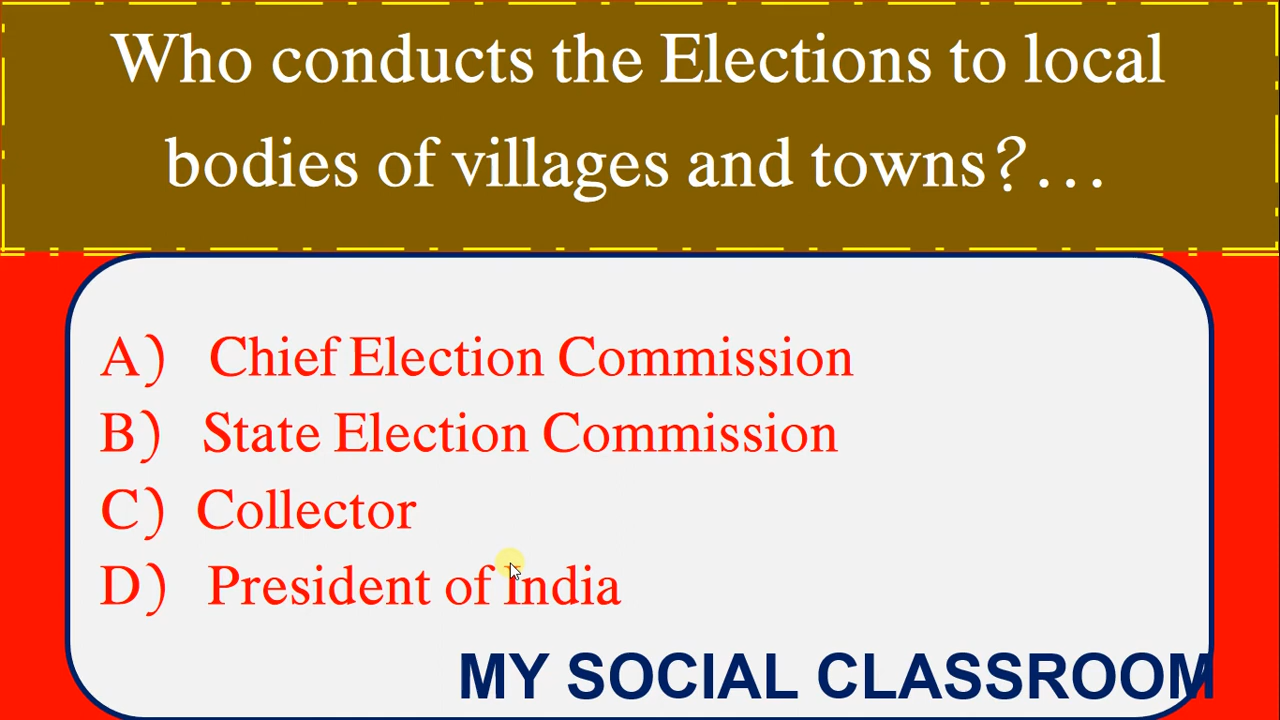 Who conducts the Elections to local
bodies of villages and towns?...
A) Chief Election Commission
B) State Election Commission
C) Collector
D) President of India
MY SOCIAL CLASSROOM